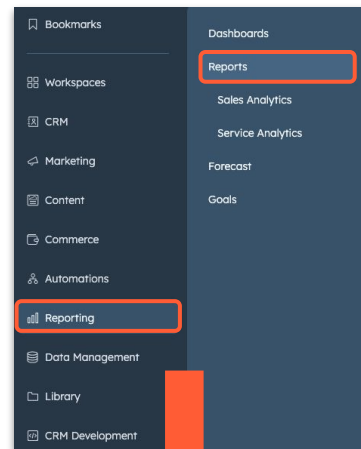 Bookmarks
Workspaces
CRM
Marketing
Content
Commerce
Automations
Reporting
Data Management
Library
CRM Development
Dashboards
Reports
Sales Analytics
Service Analytics
Forecast
Goals